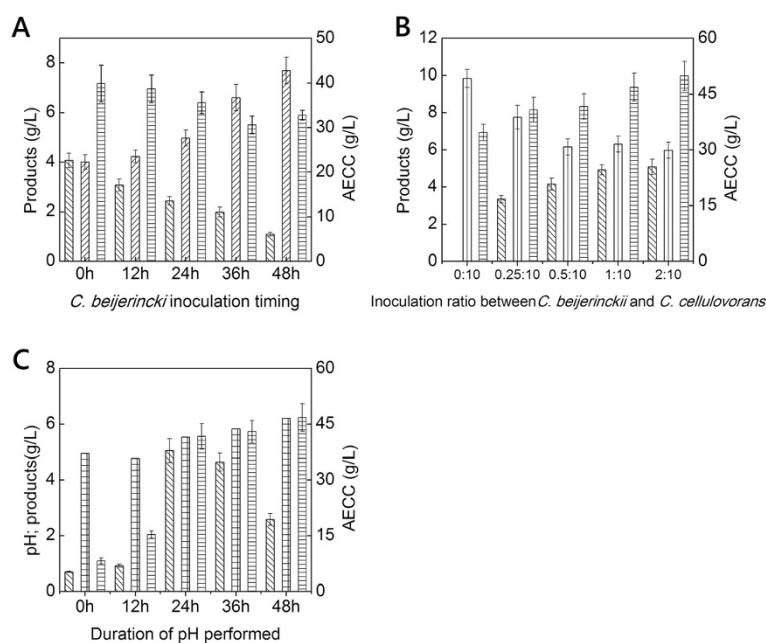 A
Products (g/L)
8
6
4
2
0
50
40
30
20
10
0
AECC (g/L)
0h 12h 24h 36h 48h
C. beijerincki inoculation timing
B
Products (g/L)
12
10
8
6
4
2
0
60
45
30
15
0
AECC (g/L)
0:10 0.25:10 0.5:10 1:10 2:10
Inoculation ratio between C. beijerinckii and C. cellulovorans
C
pH; products(g/L)
8
6
4
2
0
60
45
30
15
0
AECC (g/L)
0h 12h 24h 36h 48h
Duration of pH performed